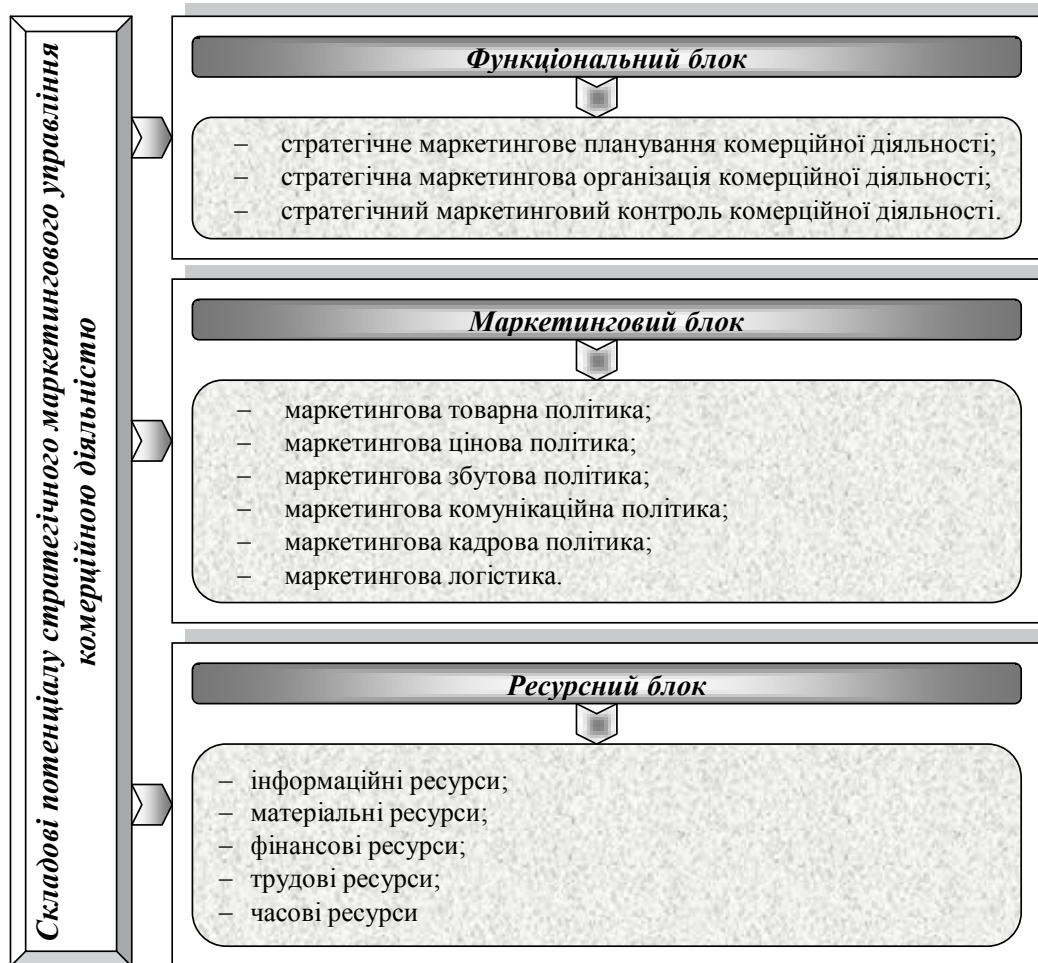 Складові потенціалу стратегічного маркетингового управління
комерційною діяльністю
Функціональний блок
– стратегічне маркетингове планування комерційної діяльності;
– стратегічна маркетингова організація комерційної діяльності;
– стратегічний маркетинговий контроль комерційної діяльності.
Маркетинговий блок
– маркетингова товарна політика;
– маркетингова цінова політика;
– маркетингова збутова політика;
– маркетингова комунікаційна політика;
– маркетингова кадрова політика;
– маркетингова логістика.
Ресурсний блок
– інформаційні ресурси;
– матеріальні ресурси;
– фінансові ресурси;
– трудові ресурси;
– часові ресурси